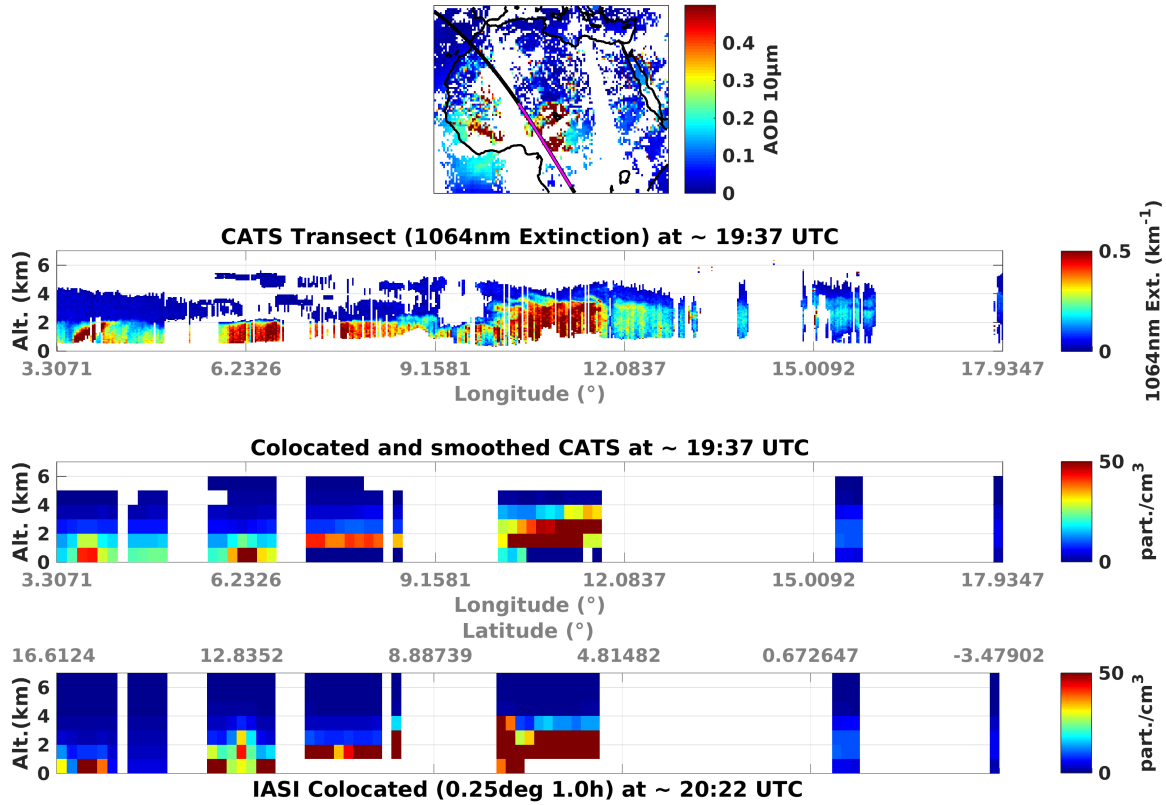 0.4
0.3
0.2
0.1
0
AOD 10µm
CATS Transect (1064nm Extinction) at ~ 19:37 UTC
Alt. (km)
6
4
2
0
3.3071 6.2326 9.1581 12.0837 15.0092 17.9347
Longitude (°)
0.5
0
1064nm Ext. (km-1)
Colocated and smoothed CATS at ~ 19:37 UTC
Alt. (km)
6
4
2
0
3.3071 6.2326 9.1581 12.0837 15.0092 17.9347
Longitude (°)
50
0
part./cm3
Latitude (°)
16.6124 12.8352 8.88739 4.81482 0.672647 -3.47902
Alt.(km)
6
4
2
0
50
0
part./cm3
IASI Colocated (0.25deg 1.0h) at ~ 20:22 UTC